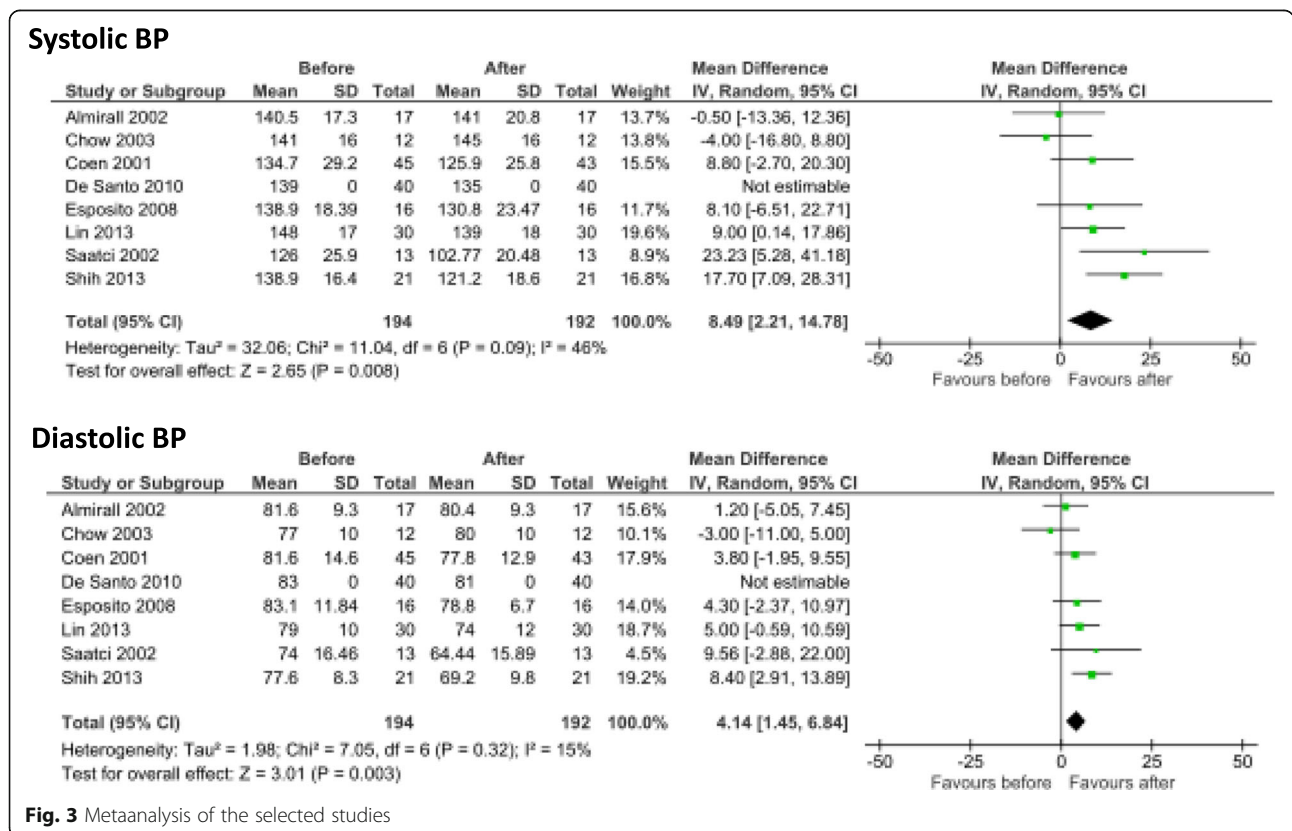 Systolic BP
Before After Mean Difference Mean Difference
Study or Subgroup Mean SD Total Mean SD Total Weight IV, Random, 95% CI IV, Random, 95% CI
Almirall 2002 140.5 17.3 17 141 20.8 17 13.7% -0.50 [-13.36, 12.36]
Chow 2003 141 16 12 145 16 12 13.8% -4.00 [-16.80, 8.80]
Coen 2001 134.7 29.2 45 125.9 25.8 43 15.5% 8.80 [-2.70, 20.30]
De Santo 2010 139 0 40 135 0 40 Not estimable
Esposito 2008 138.9 18.39 16 130.8 23.47 16 11.7% 8.10 [-6.51, 22.71]
Lin 2013 148 17 30 139 18 30 19.6% 9.00 [0.14, 17.86]
Saatci 2002 126 25.9 13 102.77 20.48 13 8.9% 23.23 [5.28, 41.18]
Shih 2013 138.9 16.4 21 121.2 18.6 21 16.8% 17.70 [7.09, 28.31]
Total (95% CI) 194 192 100.0% 8.49 [2.21, 14.78]
Heterogeneity: Tau² = 32.06; Chi² = 11.04, df = 6 (P = 0.09); I² = 46%
Test for overall effect: Z = 2.65 (P = 0.008)
-50 -25 0 25 50
Favours before Favours after
Diastolic BP
Before After Mean Difference Mean Difference
Study or Subgroup Mean SD Total Mean SD Total Weight IV, Random, 95% CI IV, Random, 95% CI
Almirall 2002 81.6 9.3 17 80.4 9.3 17 15.6% 1.20 [-5.05, 7.45]
Chow 2003 77 10 12 80 10 12 10.1% -3.00 [-11.00, 5.00]
Coen 2001 81.6 14.6 45 77.8 12.9 43 17.9% 3.80 [-1.95, 9.55]
De Santo 2010 83 0 40 81 0 40 Not estimable
Esposito 2008 83.1 11.84 16 78.8 6.7 16 14.0% 4.30 [-2.37, 10.97]
Lin 2013 79 10 30 74 12 30 18.7% 5.00 [-0.59, 10.59]
Saatci 2002 74 16.46 13 64.44 15.89 13 4.5% 9.56 [-2.88, 22.00]
Shih 2013 77.6 8.3 21 69.2 9.8 21 19.2% 8.40 [2.91, 13.89]
Total (95% CI) 194 192 100.0% 4.14 [1.45, 6.84]
Heterogeneity: Tau² = 1.98; Chi² = 7.05, df = 6 (P = 0.32); I² = 15%
Test for overall effect: Z = 3.01 (P = 0.003)
-50 -25 0 25 50
Favours before Favours after
Fig. 3 Metaanalysis of the selected studies